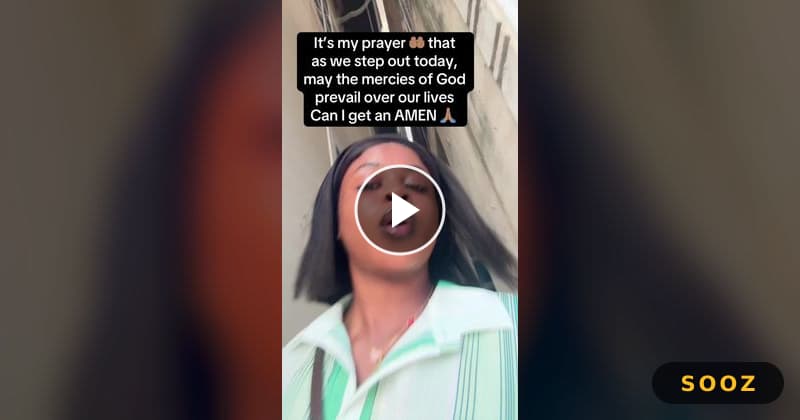 It's my prayer 🤲🏽 that
as we step out today,
may the mercies of God
prevail over our lives
Can I get an AMEN 🙏🏽
SOOZ